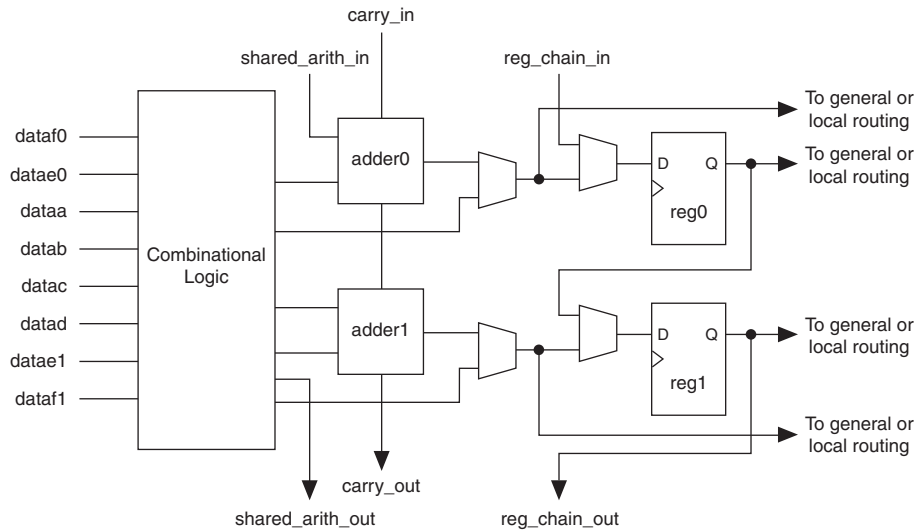 carry_in
shared_arith_in
reg_chain_in
To general or
local routing
dataf0
datae0
dataa
datab
datac
datad
datae1
dataf1
Combinational
Logic
adder0
D
Q
reg0
To general or
local routing
adder1
D
Q
reg1
To general or
local routing
To general or
local routing
carry_out
shared_arith_out
reg_chain_out